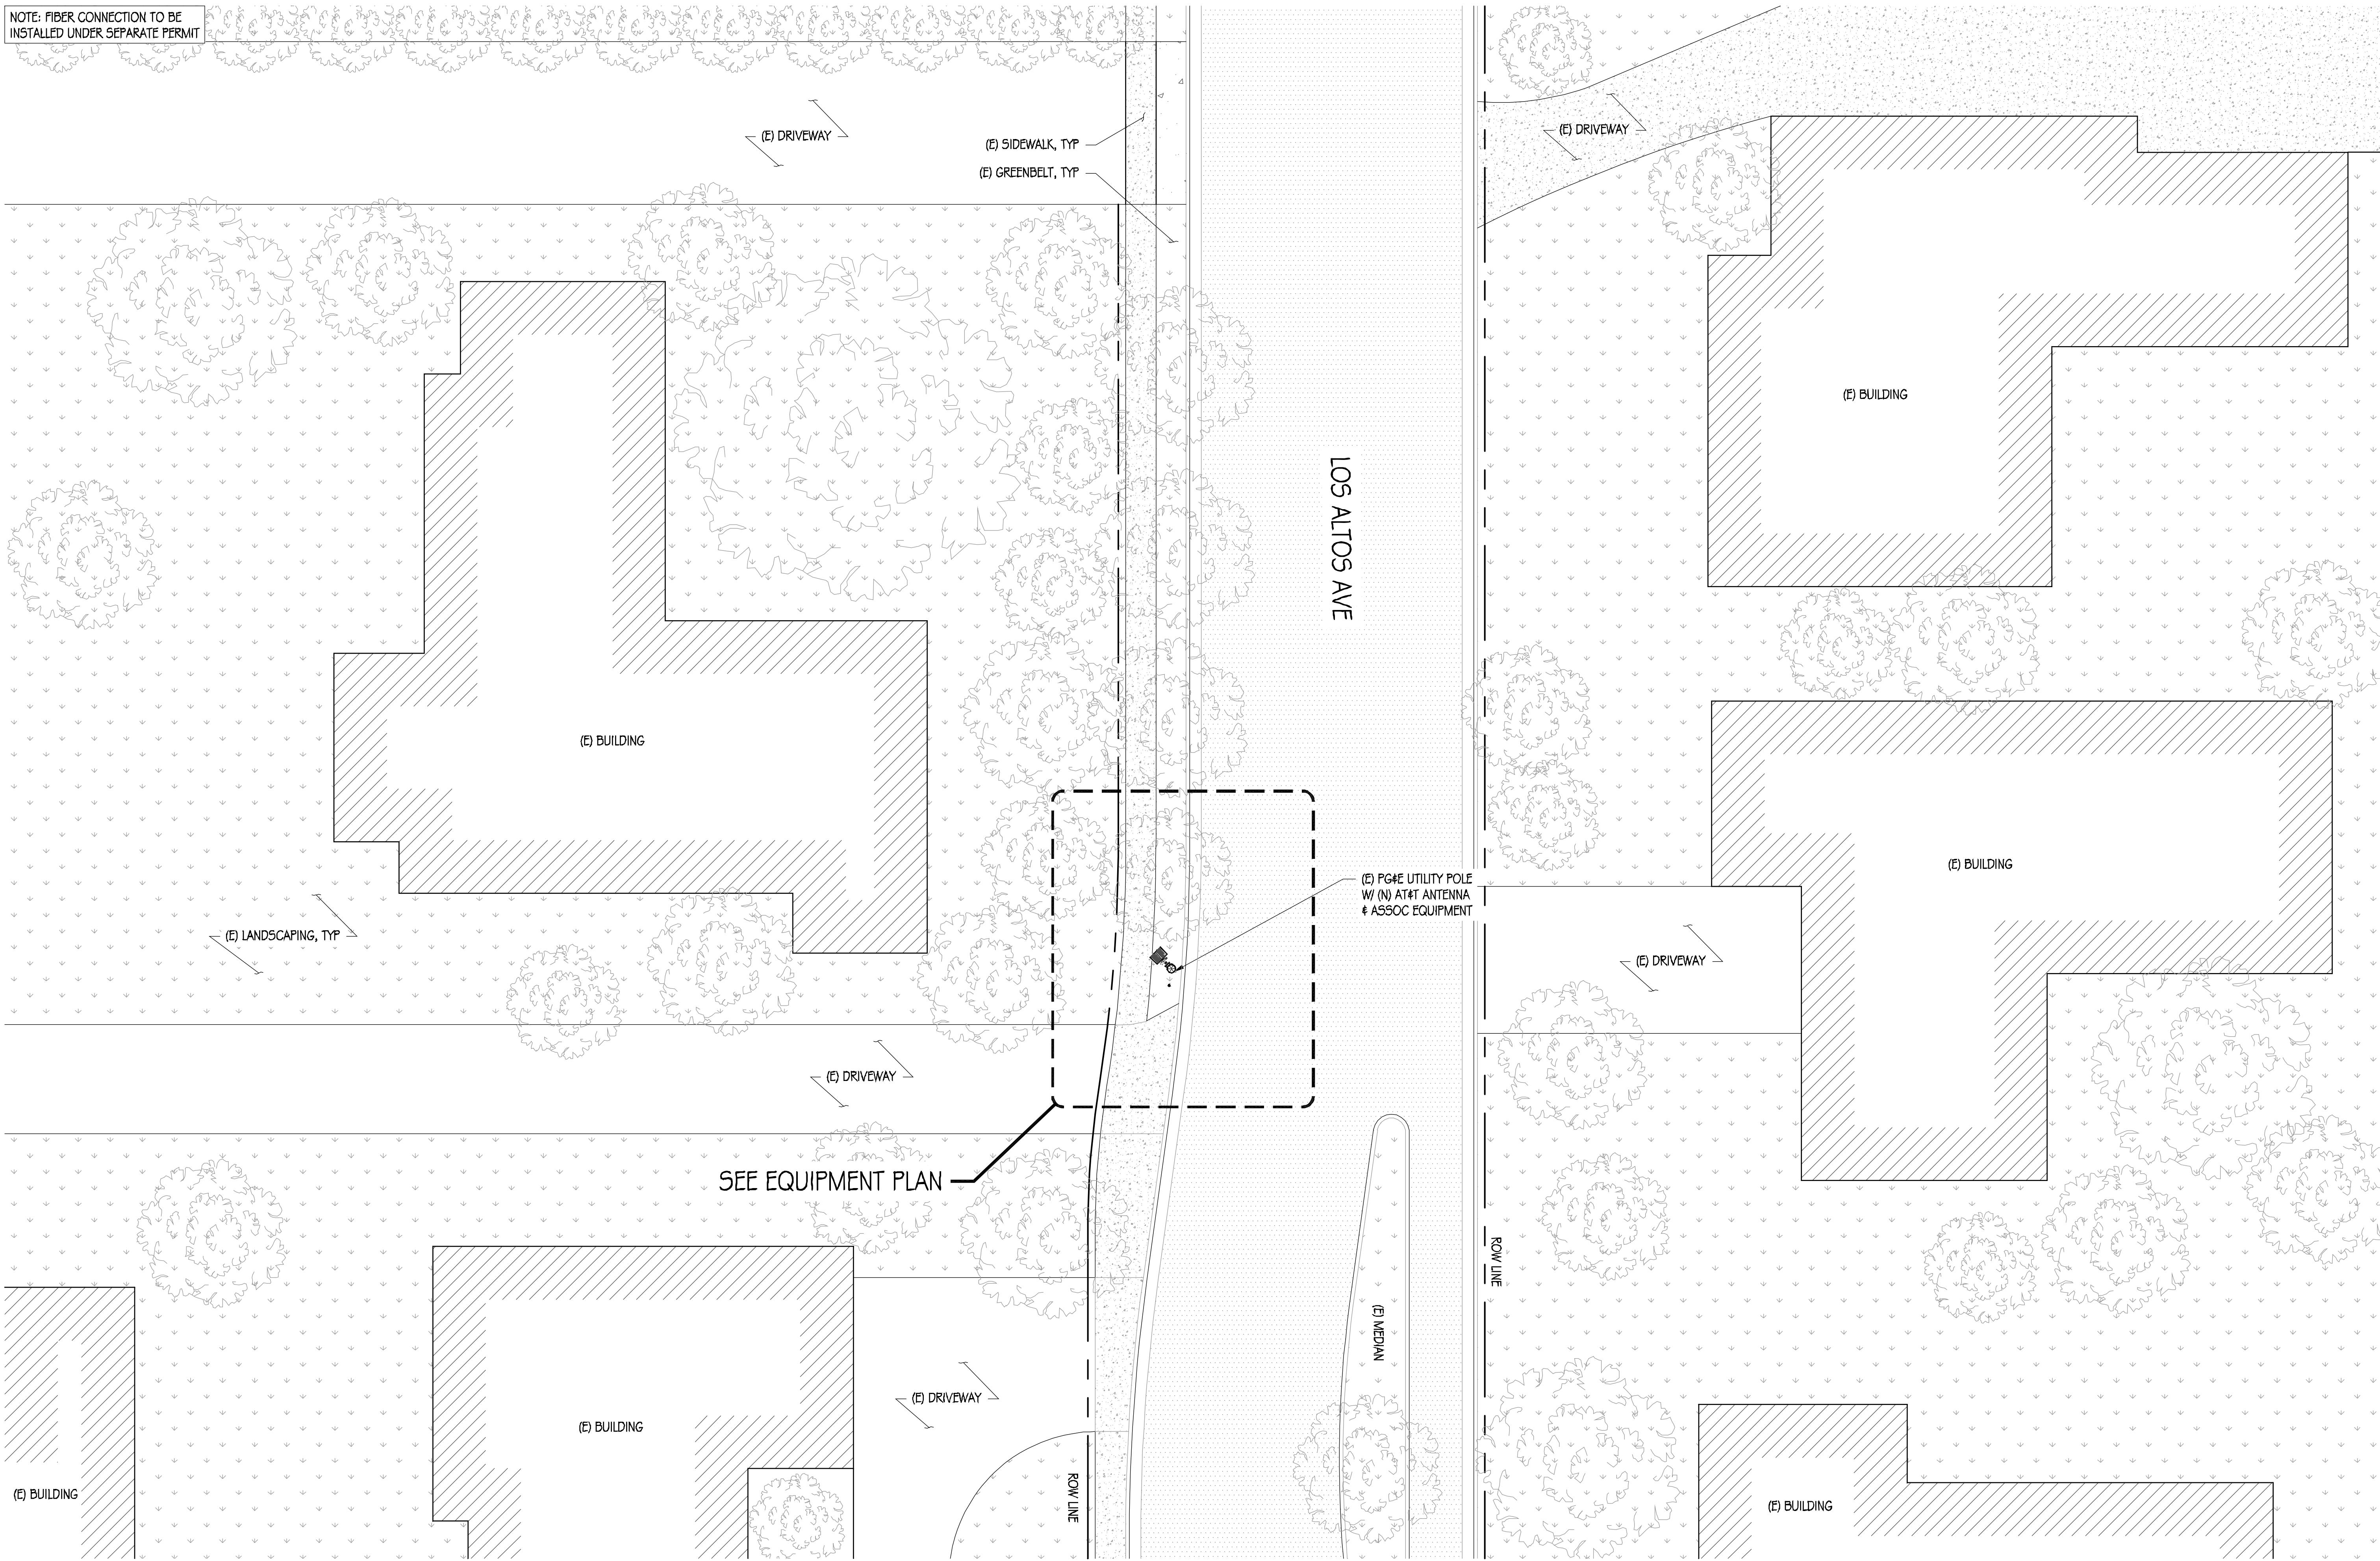 NOTE: FIBER CONNECTION TO BE
INSTALLED UNDER SEPARATE PERMIT
(E) DRIVEWAY
(E) SIDEWALK, TYP
(E) GREENBELT, TYP
(E) DRIVEWAY
(E) BUILDING
LOS ALTOS AVE
(E) BUILDING
(E) PG&E UTILITY POLE
W/ (N) AT&T ANTENNA
& ASSOC EQUIPMENT
(E) BUILDING
(E) LANDSCAPING, TYP
(E) DRIVEWAY
(E) DRIVEWAY
SEE EQUIPMENT PLAN
ROW LINE
(E) MEDIAN
(E) DRIVEWAY
(E) BUILDING
(E) BUILDING
ROW LINE
(E) BUILDING